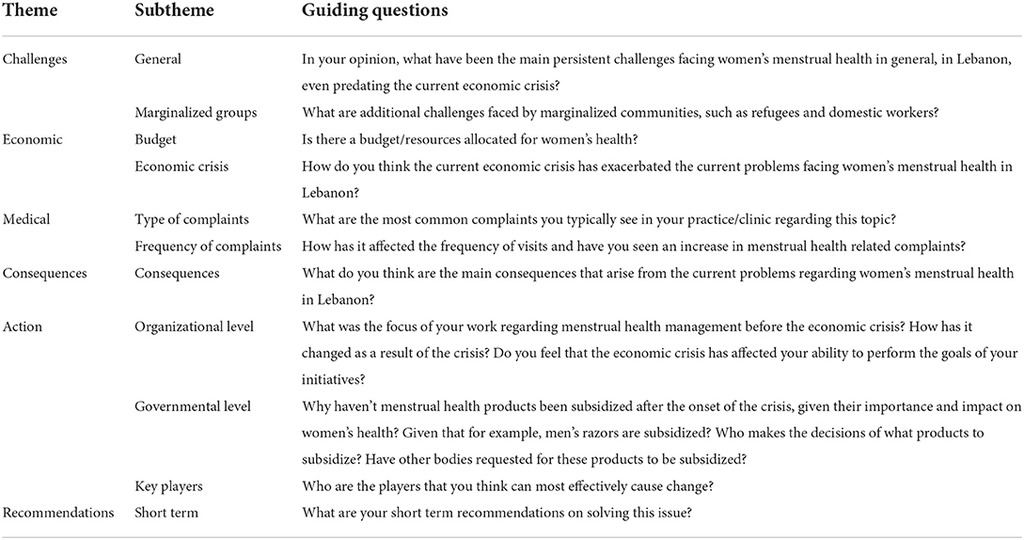 Theme Subtheme Guiding questions
Challenges General In your opinion, what have been the main persistent challenges facing women’s menstrual health in general, in Lebanon,
even predating the current economic crisis?
Marginalized groups What are additional challenges faced by marginalized communities, such as refugees and domestic workers?
Economic Budget Is there a budget/resources allocated for women’s health?
Economic crisis How do you think the current economic crisis has exacerbated the current problems facing women’s menstrual health in
Lebanon?
Medical Type of complaints What are the most common complaints you typically see in your practice/clinic regarding this topic?
Frequency of complaints How has it affected the frequency of visits and have you seen an increase in menstrual health related complaints?
Consequences Consequences What do you think are the main consequences that arise from the current problems regarding women’s menstrual health
in Lebanon?
Action Organizational level What was the focus of your work regarding menstrual health management before the economic crisis? How has it
changed as a result of the crisis? Do you feel that the economic crisis has affected your ability to perform the goals of your
initiatives?
Governmental level Why haven’t menstrual health products been subsidized after the onset of the crisis, given their importance and impact on
women’s health? Given that for example, men’s razors are subsidized? Who makes the decisions of what products to
subsidize? Have other bodies requested for these products to be subsidized?
Key players Who are the players that you think can most effectively cause change?
Recommendations Short term What are your short term recommendations on solving this issue?